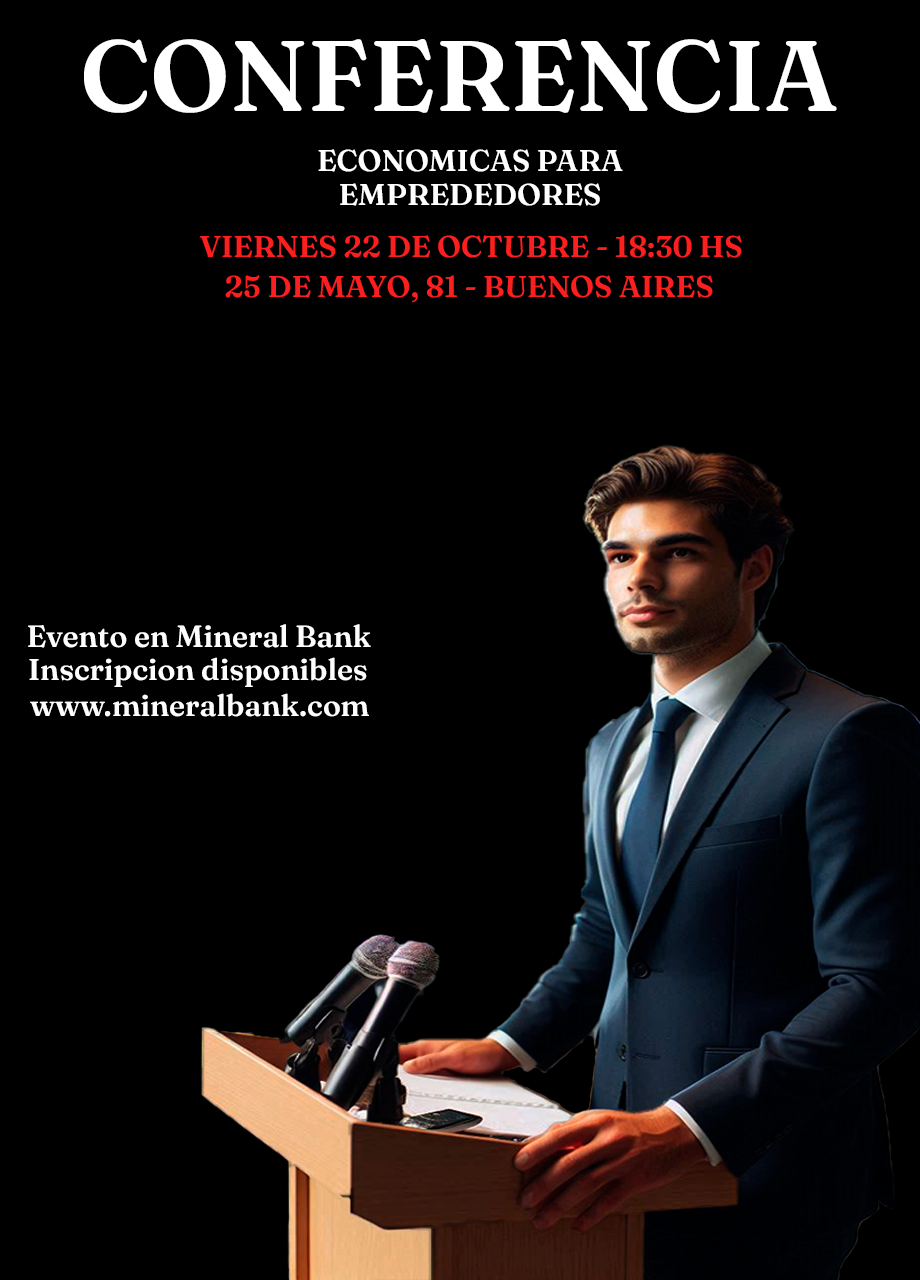 CONFERENCIA
ECONOMICAS PARA
EMPREDEDORES
VIERNES 22 DE OCTUBRE - 18:30 HS
25 DE MAYO, 81 - BUENOS AIRES
Evento en Mineral Bank
Inscripcion disponibles
www.mineralbank.com